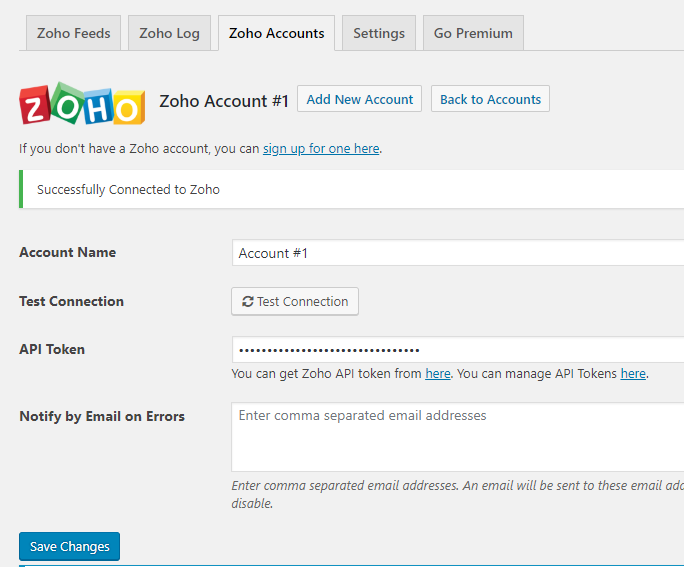 Zoho Feeds Zoho Log Zoho Accounts Settings Go Premium
ZOHO Zoho Account #1 Add New Account Back to Accounts
If you don't have a Zoho account, you can sign up for one here.
Successfully Connected to Zoho
Account Name Account #1
Test Connection Test Connection
API Token ••••••••••••••••••••••••••••••••
You can get Zoho API token from here. You can manage API Tokens here.
Notify by Email on Errors Enter comma separated email addresses
Enter comma separated email addresses. An email will be sent to these email add
disable.
Save Changes